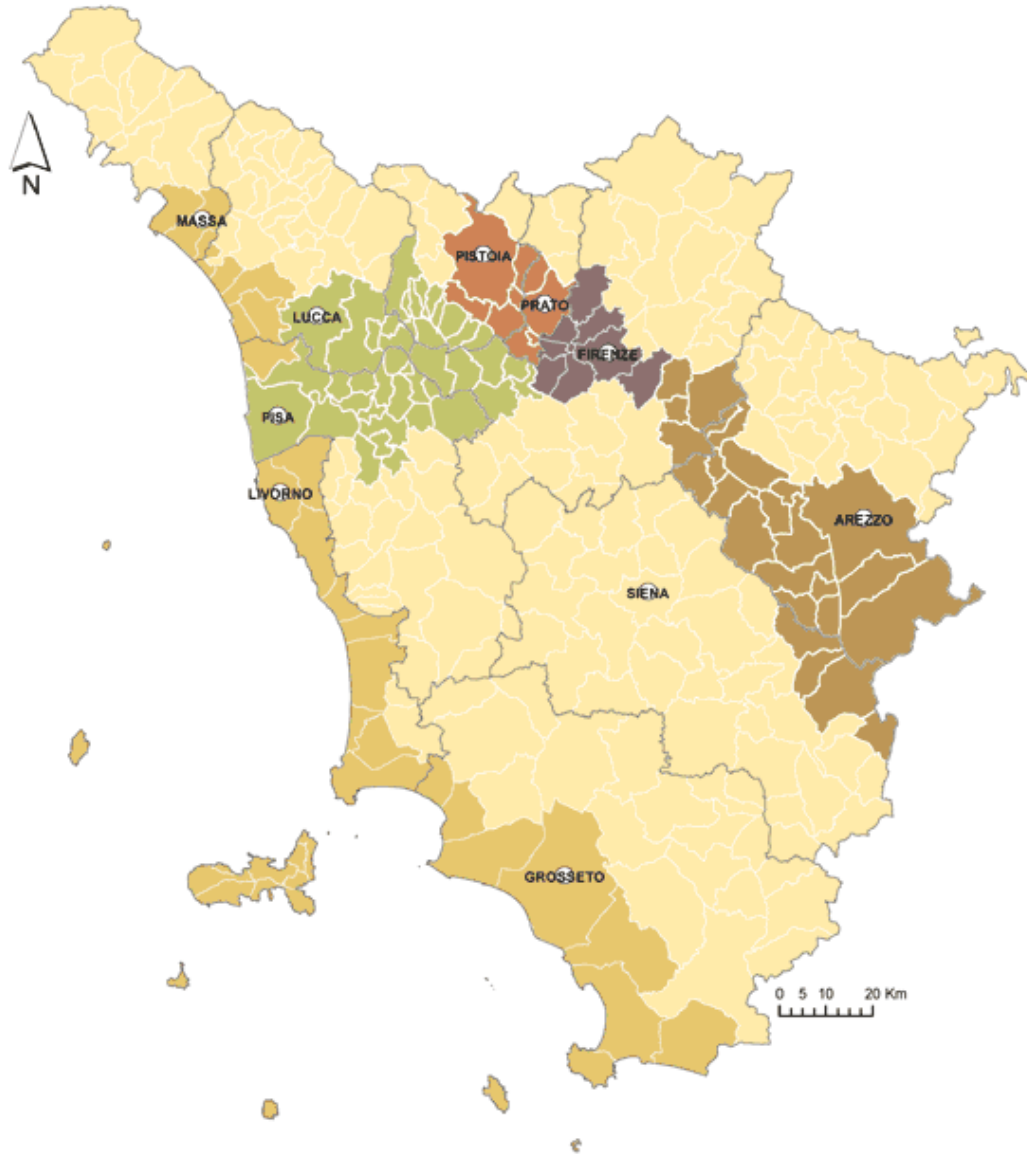 N
MASSA
PISTOIA
PRATO
LUCCA
FIRENZE
PISA
LIVORNO
AREZZO
SIENA
GROSSETO
0 5 10 20 Km